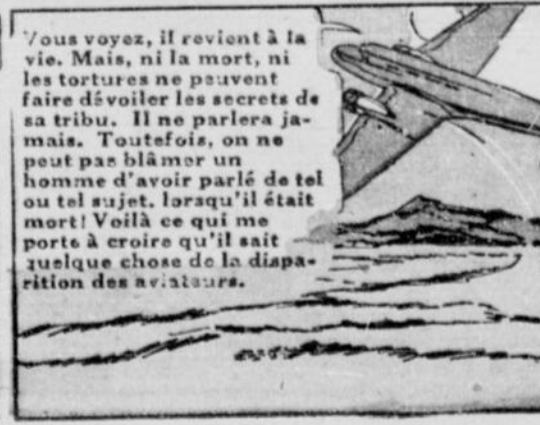 Vous voyez, il revient à la
vie. Mais, ni la mort, ni
les tortures ne peuvent
faire dévoiler les secrets de
sa tribu. Il ne parlera ja-
mais. Toutefois, on ne
peut pas blâmer un
homme d'avoir parlé de tel
ou tel sujet, lorsqu'il était
mort! Voilà ce qui me
porte à croire qu'il sait
quelque chose de la dispa-
rition des aviateurs.